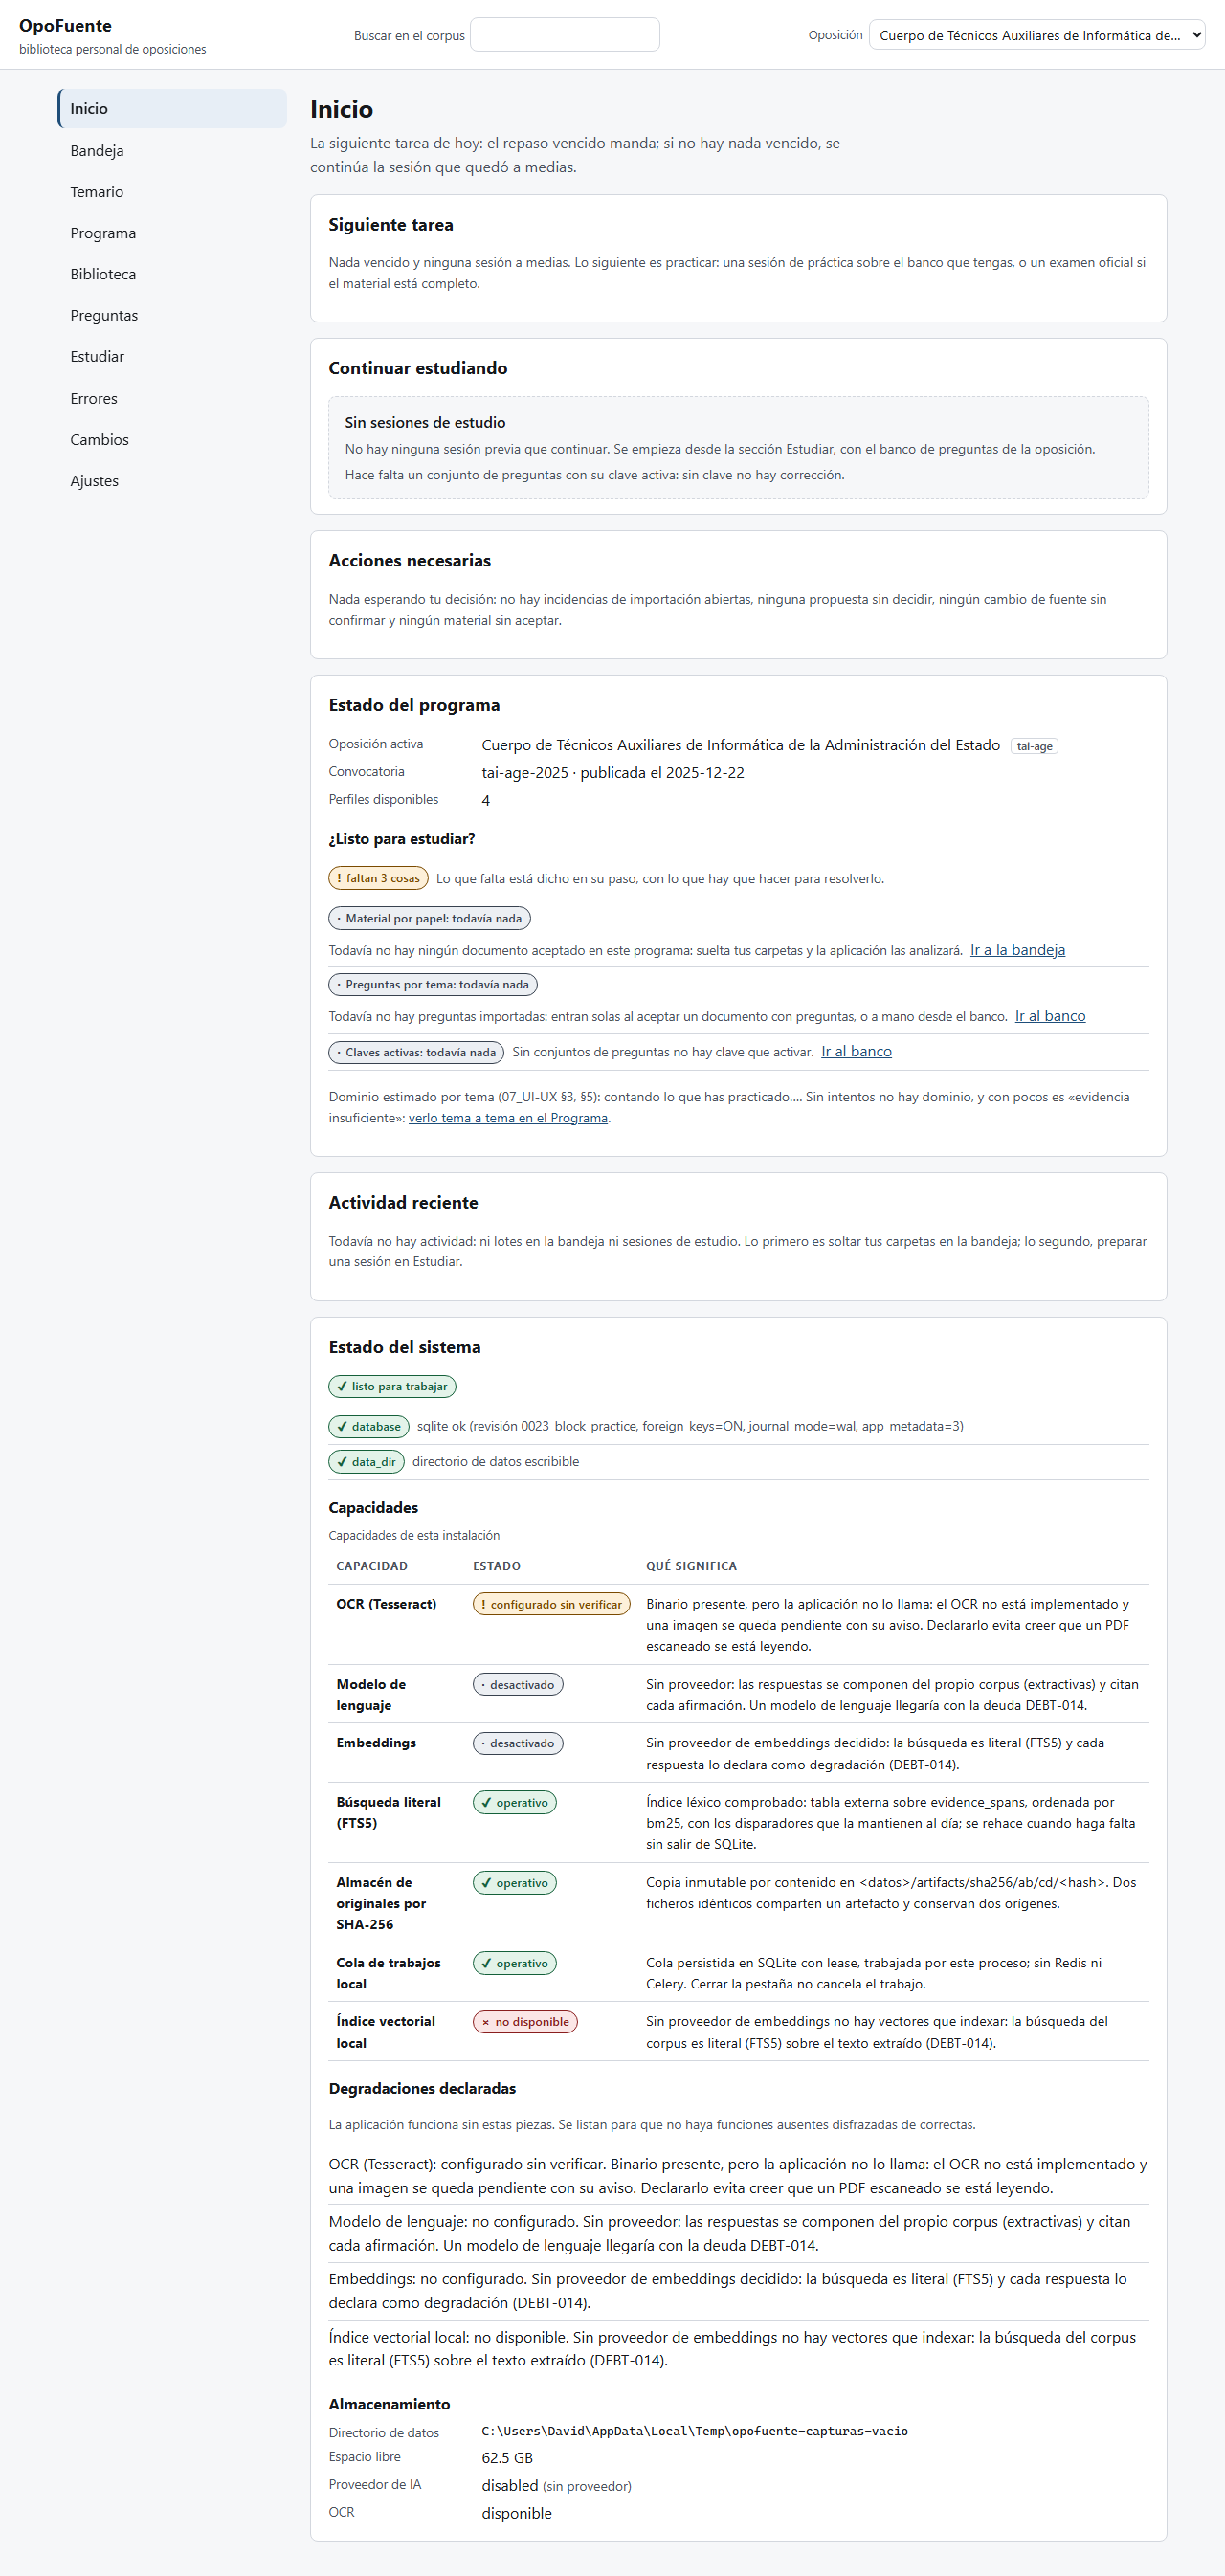 OpoFuente
biblioteca personal de oposiciones
Buscar en el corpus
Oposición
Cuerpo de Técnicos Auxiliares de Informática de...
Inicio
Bandeja
Temario
Programa
Biblioteca
Preguntas
Estudiar
Errores
Cambios
Ajustes
Inicio
La siguiente tarea de hoy: el repaso vencido manda; si no hay nada vencido, se
continúa la sesión que quedó a medias.
Siguiente tarea
Nada vencido y ninguna sesión a medias. Lo siguiente es practicar: una sesión de práctica sobre el banco que tengas, o un examen oficial si
el material está completo.
Continuar estudiando
Sin sesiones de estudio
No hay ninguna sesión previa que continuar. Se empieza desde la sección Estudiar, con el banco de preguntas de la oposición.
Hace falta un conjunto de preguntas con su clave activa: sin clave no hay corrección.
Acciones necesarias
Nada esperando tu decisión: no hay incidencias de importación abiertas, ninguna propuesta sin decidir, ningún cambio de fuente sin
confirmar y ningún material sin aceptar.
Estado del programa
Oposición activa Cuerpo de Técnicos Auxiliares de Informática de la Administración del Estado tai-age
Convocatoria tai-age-2025 · publicada el 2025-12-22
Perfiles disponibles 4
¿Listo para estudiar?
! faltan 3 cosas Lo que falta está dicho en su paso, con lo que hay que hacer para resolverlo.
· Material por papel: todavía nada
Todavía no hay ningún documento aceptado en este programa: suelta tus carpetas y la aplicación las analizará. Ir a la bandeja
· Preguntas por tema: todavía nada
Todavía no hay preguntas importadas: entran solas al aceptar un documento con preguntas, o a mano desde el banco. Ir al banco
· Claves activas: todavía nada Sin conjuntos de preguntas no hay clave que activar. Ir al banco
Dominio estimado por tema (07_UI-UX §3, §5): contando lo que has practicado.... Sin intentos no hay dominio, y con pocos es «evidencia
insuficiente»: verlo tema a tema en el Programa.
Actividad reciente
Todavía no hay actividad: ni lotes en la bandeja ni sesiones de estudio. Lo primero es soltar tus carpetas en la bandeja; lo segundo, preparar
una sesión en Estudiar.
Estado del sistema
✓ listo para trabajar
✓ database sqlite ok (revisión 0023_block_practice, foreign_keys=ON, journal_mode=wal, app_metadata=3)
✓ data_dir directorio de datos escribible
Capacidades
Capacidades de esta instalación
CAPACIDAD ESTADO QUÉ SIGNIFICA
OCR (Tesseract) ! configurado sin verificar Binario presente, pero la aplicación no lo llama: el OCR no está implementado y
una imagen se queda pendiente con su aviso. Declararlo evita creer que un PDF
escaneado se está leyendo.
Modelo de · desactivado Sin proveedor: las respuestas se componen del propio corpus (extractivas) y citan
lenguaje cada afirmación. Un modelo de lenguaje llegaría con la deuda DEBT-014.
Embeddings · desactivado Sin proveedor de embeddings decidido: la búsqueda es literal (FTS5) y cada
respuesta lo declara como degradación (DEBT-014).
Búsqueda literal ✓ operativo Índice léxico comprobado: tabla externa sobre evidence_spans, ordenada por
(FTS5) bm25, con los disparadores que la mantienen al día; se rehace cuando haga falta
sin salir de SQLite.
Almacén de ✓ operativo Copia inmutable por contenido en <datos>/artifacts/sha256/ab/cd/<hash>. Dos
originales por ficheros idénticos comparten un artefacto y conservan dos orígenes.
SHA-256
Cola de trabajos ✓ operativo Cola persistida en SQLite con lease, trabajada por este proceso; sin Redis ni
local Celery. Cerrar la pestaña no cancela el trabajo.
Índice vectorial × no disponible Sin proveedor de embeddings no hay vectores que indexar: la búsqueda del
local corpus es literal (FTS5) sobre el texto extraído (DEBT-014).
Degradaciones declaradas
La aplicación funciona sin estas piezas. Se listan para que no haya funciones ausentes disfrazadas de correctas.
OCR (Tesseract): configurado sin verificar. Binario presente, pero la aplicación no lo llama: el OCR no está implementado y
una imagen se queda pendiente con su aviso. Declararlo evita creer que un PDF escaneado se está leyendo.
Modelo de lenguaje: no configurado. Sin proveedor: las respuestas se componen del propio corpus (extractivas) y citan
cada afirmación. Un modelo de lenguaje llegaría con la deuda DEBT-014.
Embeddings: no configurado. Sin proveedor de embeddings decidido: la búsqueda es literal (FTS5) y cada respuesta lo
declara como degradación (DEBT-014).
Índice vectorial local: no disponible. Sin proveedor de embeddings no hay vectores que indexar: la búsqueda del corpus
es literal (FTS5) sobre el texto extraído (DEBT-014).
Almacenamiento
Directorio de datos C:\Users\David\AppData\Local\Temp\opofuente-capturas-vacio
Espacio libre 62.5 GB
Proveedor de IA disabled (sin proveedor)
OCR disponible